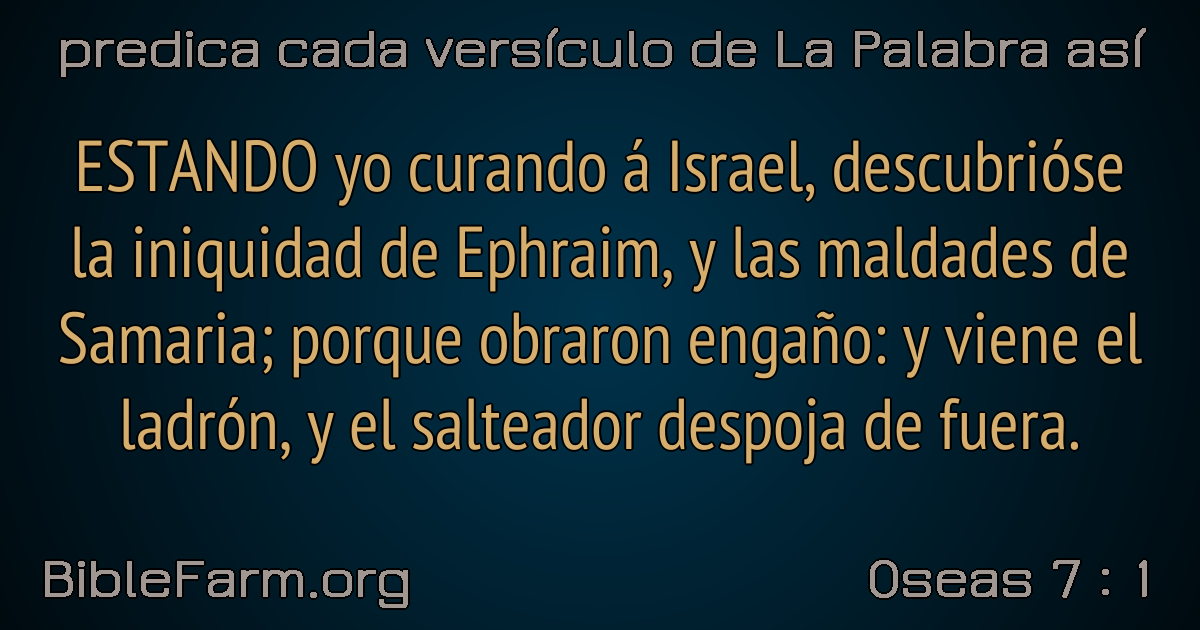 predica cada versículo de La Palabra así
ESTANDO yo curando á Israel, descubrióse
la iniquidad de Ephraim, y las maldades de
Samaria; porque obraron engaño: y viene el
ladrón, y el salteador despoja de fuera.
BibleFarm.org
Oseas 7 : 1